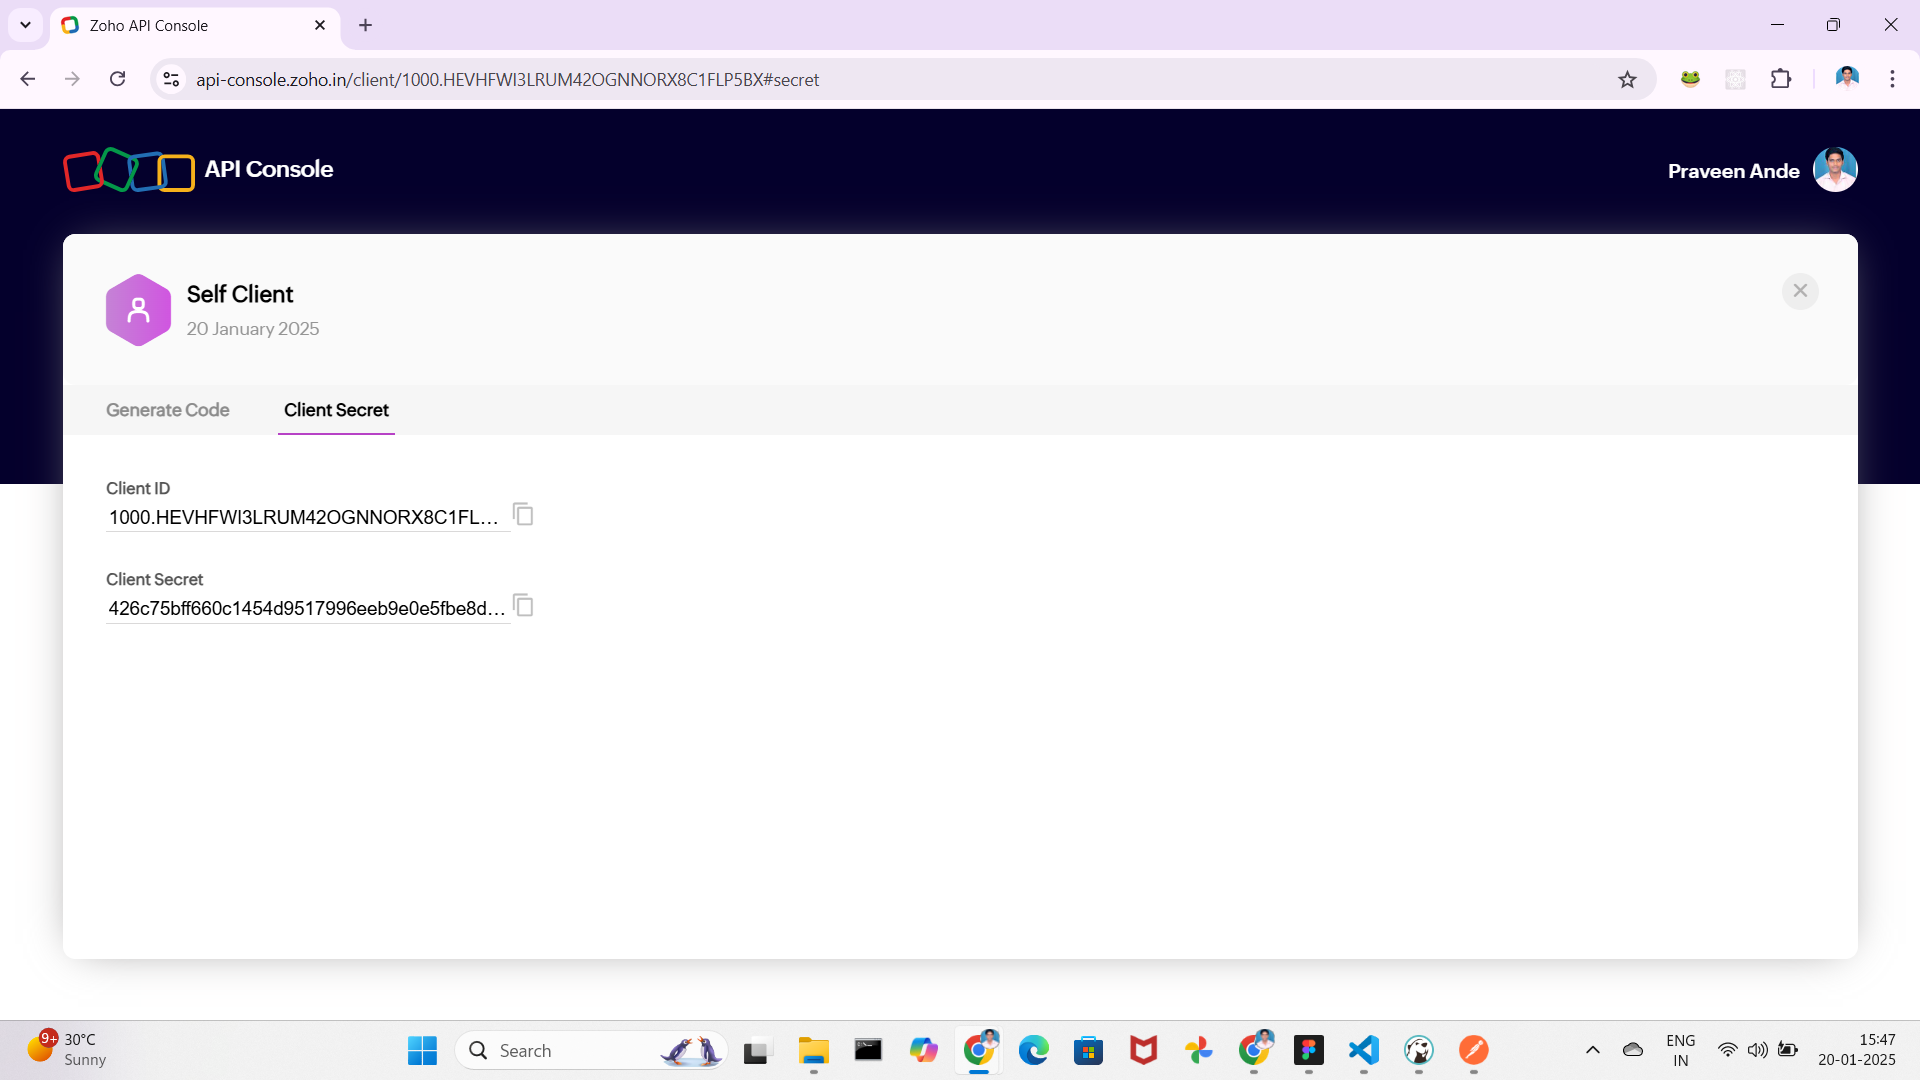 Zoho API Console
api-console.zoho.in/client/1000.HEVHFWI3LRUM42OGNNORX8C1FLP5BX#secret
API Console
Praveen Ande
Self Client
20 January 2025
Generate Code
Client Secret
Client ID
1000.HEVHFWI3LRUM42OGNNORX8C1FL...
Client Secret
426c75bff660c1454d9517996eeb9e0e5fbe8d...
9+
30°C
Sunny
Search
ENG
IN
15:47
20-01-2025